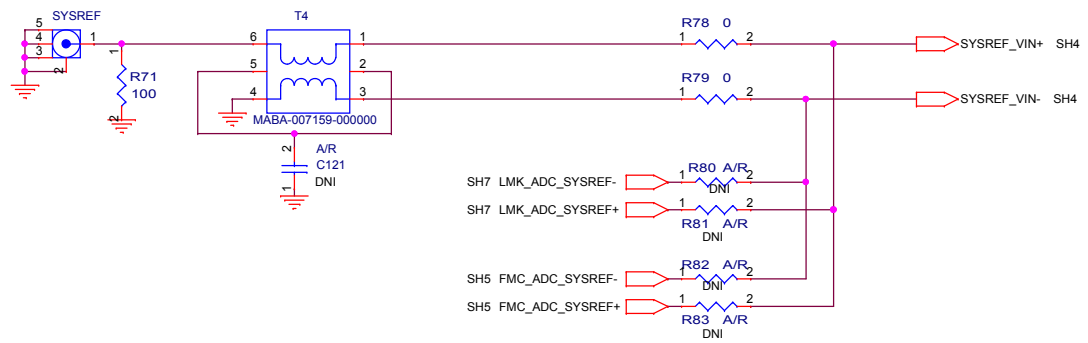 SYSREF
5
4
3
1
2
1
R71
100
2
T4
6
1
5
2
4
3
MABA-007159-000000
2
A/R
C121
DNI
1
R78 0
1
2
SYSREF_VIN+ SH4
R79 0
1
2
SYSREF_VIN- SH4
SH7 LMK_ADC_SYSREF-
1
R80 A/R
2
DNI
SH7 LMK_ADC_SYSREF+
1
2
R81 A/R
DNI
SH5 FMC_ADC_SYSREF-
1
R82 A/R
2
DNI
SH5 FMC_ADC_SYSREF+
1
2
R83 A/R
DNI